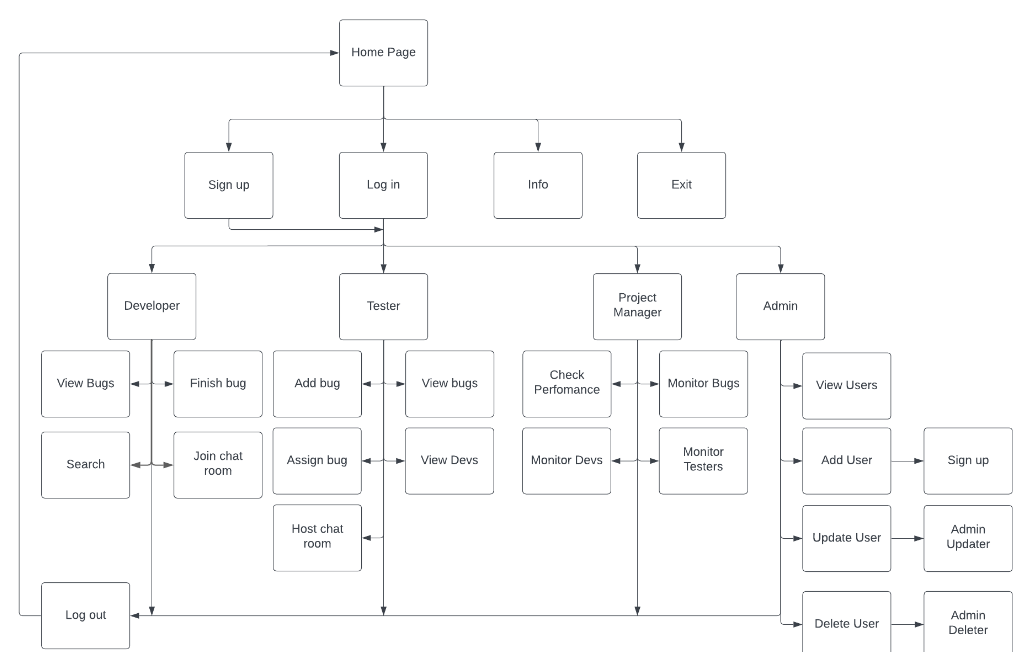 Home Page
Sign up
Log in
Info
Exit
Developer
Tester
Project
Manager
Admin
View Bugs
Finish bug
Add bug
View bugs
Check
Perfomance
Monitor Bugs
View Users
Search
Join chat
room
Assign bug
View Devs
Monitor Devs
Monitor
Testers
Add User
Sign up
Host chat
room
Update User
Admin
Updater
Log out
Delete User
Admin
Deleter